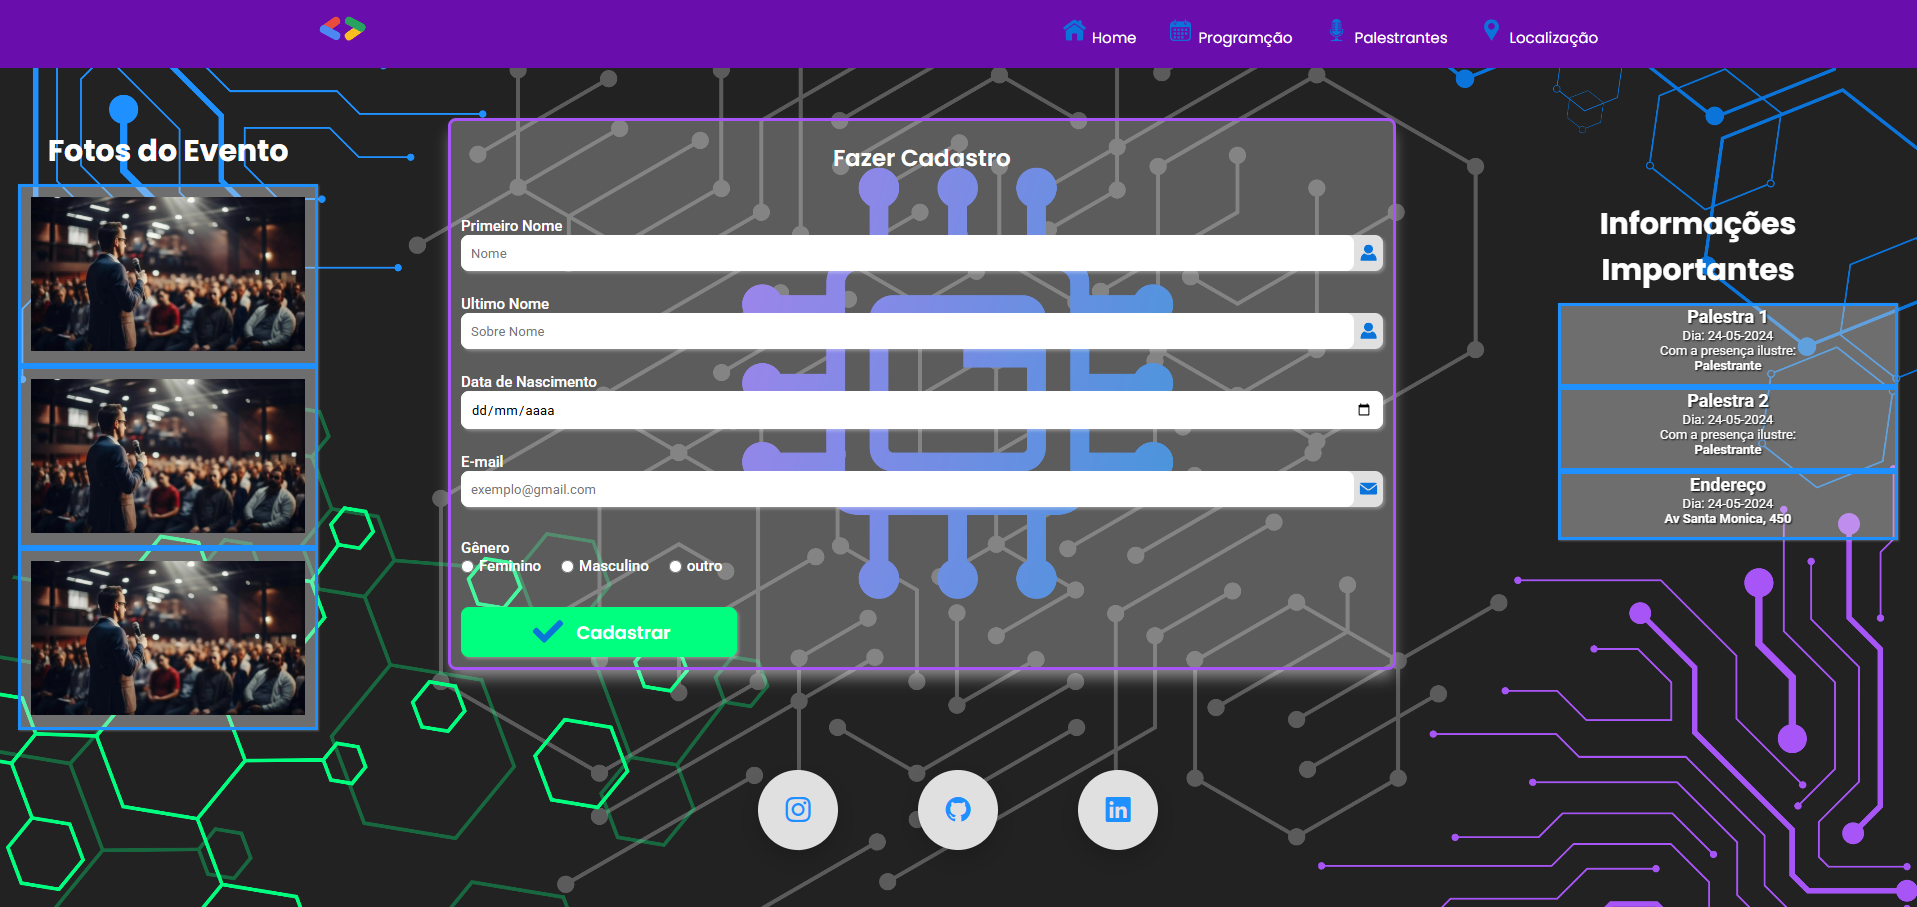 Home
Programção
Palestrantes
Localização
Fotos do Evento
Fazer Cadastro
Primeiro Nome
Nome
Ultimo Nome
Sobre Nome
Data de Nascimento
dd/mm/aaaa
E-mail
exemplo@gmail.com
Gênero
Feminino
Masculino
outro
Cadastrar
Informações
Importantes
Palestra 1
Dia: 24-05-2024
Com a presença ilustre:
Palestrante
Palestra 2
Dia: 24-05-2024
Com a presença ilustre:
Palestrante
Endereço
Dia: 24-05-2024
Av Santa Monica, 450